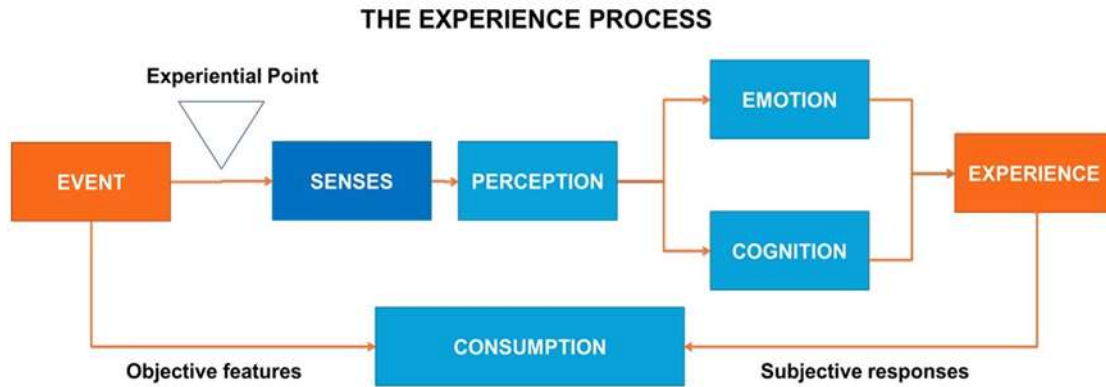 THE EXPERIENCE PROCESS
Experiential Point
EMOTION
EVENT
SENSES
PERCEPTION
EXPERIENCE
COGNITION
CONSUMPTION
Objective features
Subjective responses